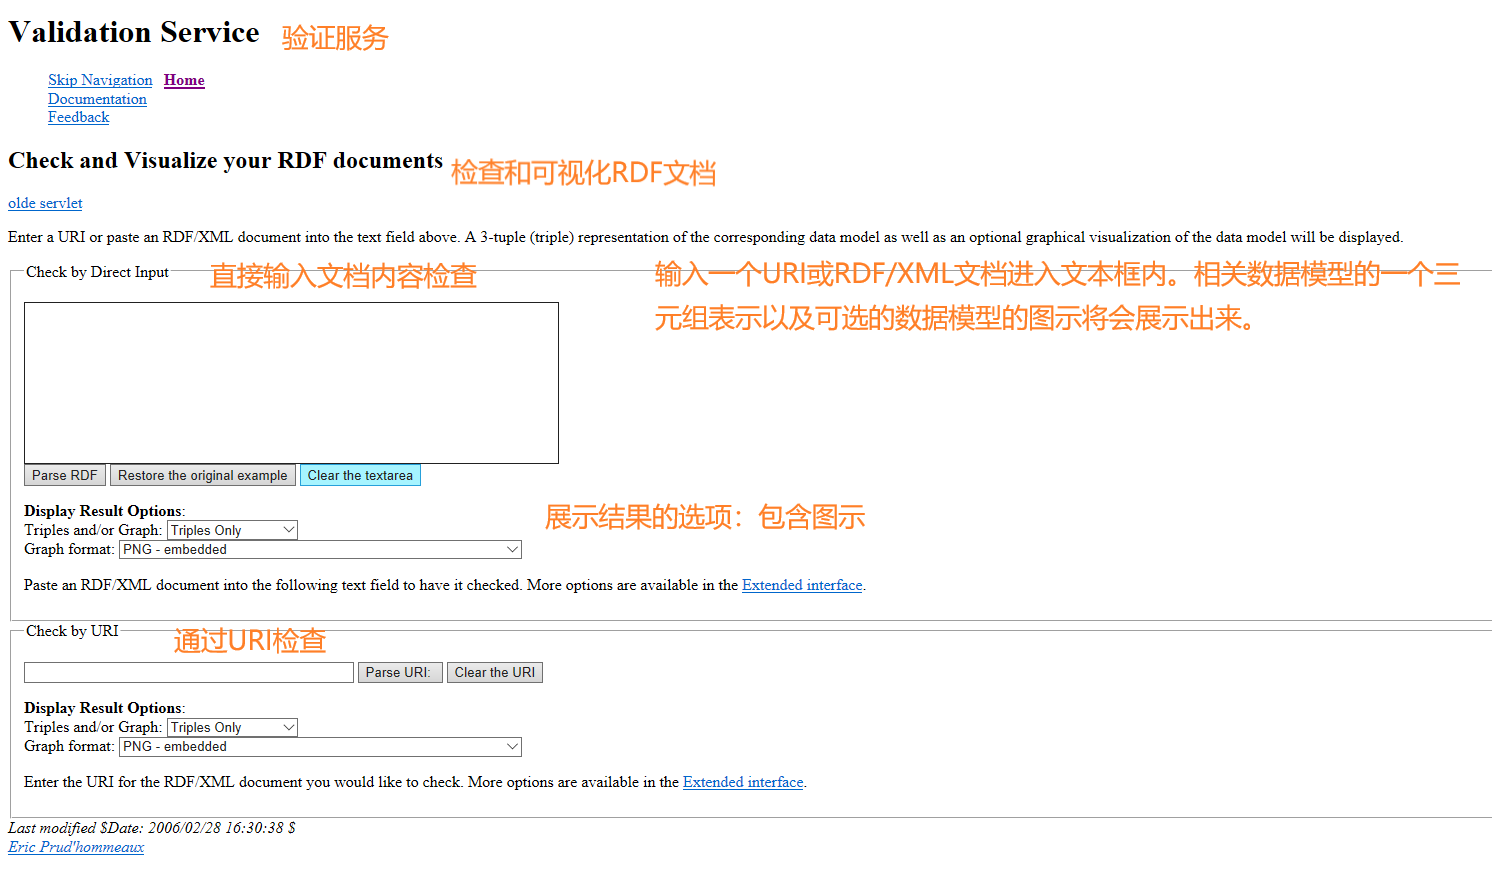 Validation Service 验证服务
Skip Navigation Home
Documentation
Feedback
Check and Visualize your RDF documents 检查和可视化RDF文档
olde servlet
Enter a URI or paste an RDF/XML document into the text field above. A 3-tuple (triple) representation of the corresponding data model as well as an optional graphical visualization of the data model will be displayed.
Check by Direct Input 直接输入文档内容检查
输入一个URI或RDF/XML文档进入文本框内。相关数据模型的一个三
元组表示以及可选的数据模型的图示将会展示出来。
Parse RDF Restore the original example Clear the textarea
Display Result Options:
展示结果的选项：包含图示
Triples and/or Graph: Triples Only
Graph format: PNG - embedded
Paste an RDF/XML document into the following text field to have it checked. More options are available in the Extended interface.
Check by URI 通过URI检查
Parse URI: Clear the URI
Display Result Options:
Triples and/or Graph: Triples Only
Graph format: PNG - embedded
Enter the URI for the RDF/XML document you would like to check. More options are available in the Extended interface.
Last modified $Date: 2006/02/28 16:30:38 $
Eric Prud'hommeaux